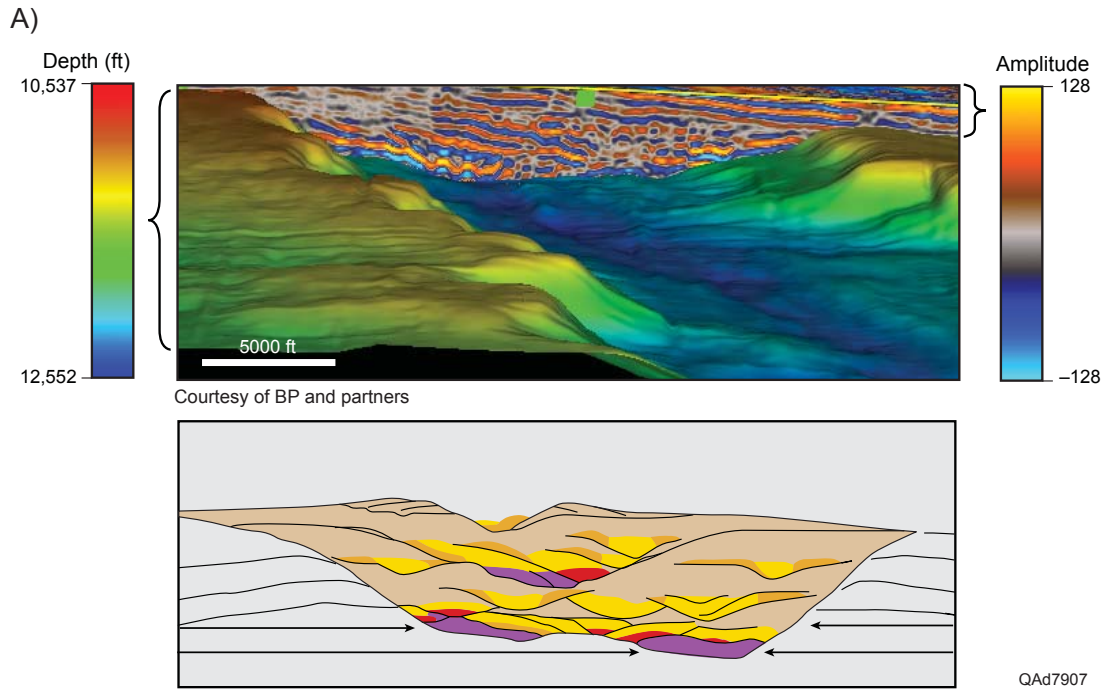 A)
Depth (ft)
10,537
12,552
Amplitude
128
–128
5000 ft
Courtesy of BP and partners
QAd7907